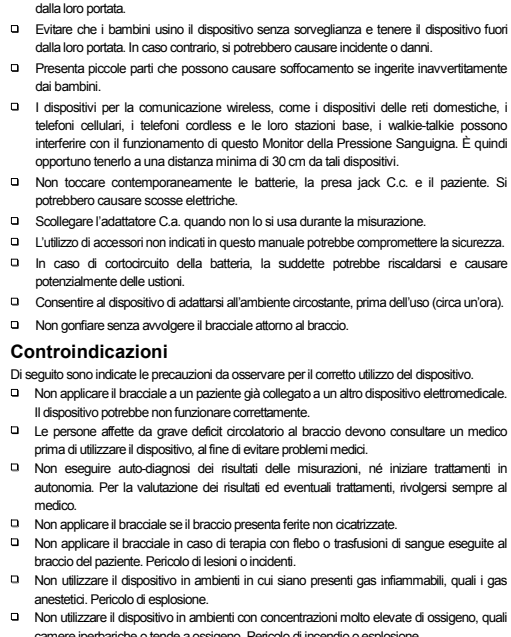 dalla loro portata.
❑ Evitare che i bambini usino il dispositivo senza sorveglianza e tenere il dispositivo fuori
dalla loro portata. In caso contrario, si potrebbero causare incidente o danni.
❑ Presenta piccole parti che possono causare soffocamento se ingerite inavvertitamente
dai bambini.
❑ I dispositivi per la comunicazione wireless, come i dispositivi delle reti domestiche, i
telefoni cellulari, i telefoni cordless e le loro stazioni base, i walkie-talkie possono
interferire con il funzionamento di questo Monitor della Pressione Sanguigna. È quindi
opportuno tenerlo a una distanza minima di 30 cm da tali dispositivi.
❑ Non toccare contemporaneamente le batterie, la presa jack C.c. e il paziente. Si
potrebbero causare scosse elettriche.
❑ Scollegare l'adattatore C.a. quando non lo si usa durante la misurazione.
❑ L'utilizzo di accessori non indicati in questo manuale potrebbe compromettere la sicurezza.
❑ In caso di cortocircuito della batteria, la suddette potrebbe riscaldarsi e causare
potenzialmente delle ustioni.
❑ Consentire al dispositivo di adattarsi all'ambiente circostante, prima dell'uso (circa un'ora).
❑ Non gonfiare senza avvolgere il bracciale attorno al braccio.
Controindicazioni
Di seguito sono indicate le precauzioni da osservare per il corretto utilizzo del dispositivo.
❑ Non applicare il bracciale a un paziente già collegato a un altro dispositivo elettromedicale.
Il dispositivo potrebbe non funzionare correttamente.
❑ Le persone affette da grave deficit circolatorio al braccio devono consultare un medico
prima di utilizzare il dispositivo, al fine di evitare problemi medici.
❑ Non eseguire auto-diagnosi dei risultati delle misurazioni, né iniziare trattamenti in
autonomia. Per la valutazione dei risultati ed eventuali trattamenti, rivolgersi sempre al
medico.
❑ Non applicare il bracciale se il braccio presenta ferite non cicatrizzate.
❑ Non applicare il bracciale in caso di terapia con flebo o trasfusioni di sangue eseguite al
braccio del paziente. Pericolo di lesioni o incidenti.
❑ Non utilizzare il dispositivo in ambienti in cui siano presenti gas infiammabili, quali i gas
anestetici. Pericolo di esplosione.
❑ Non utilizzare il dispositivo in ambienti con concentrazioni molto elevate di ossigeno, quali
camere iperbariche o tende a ossigeno. Pericolo di incendio o esplosione.